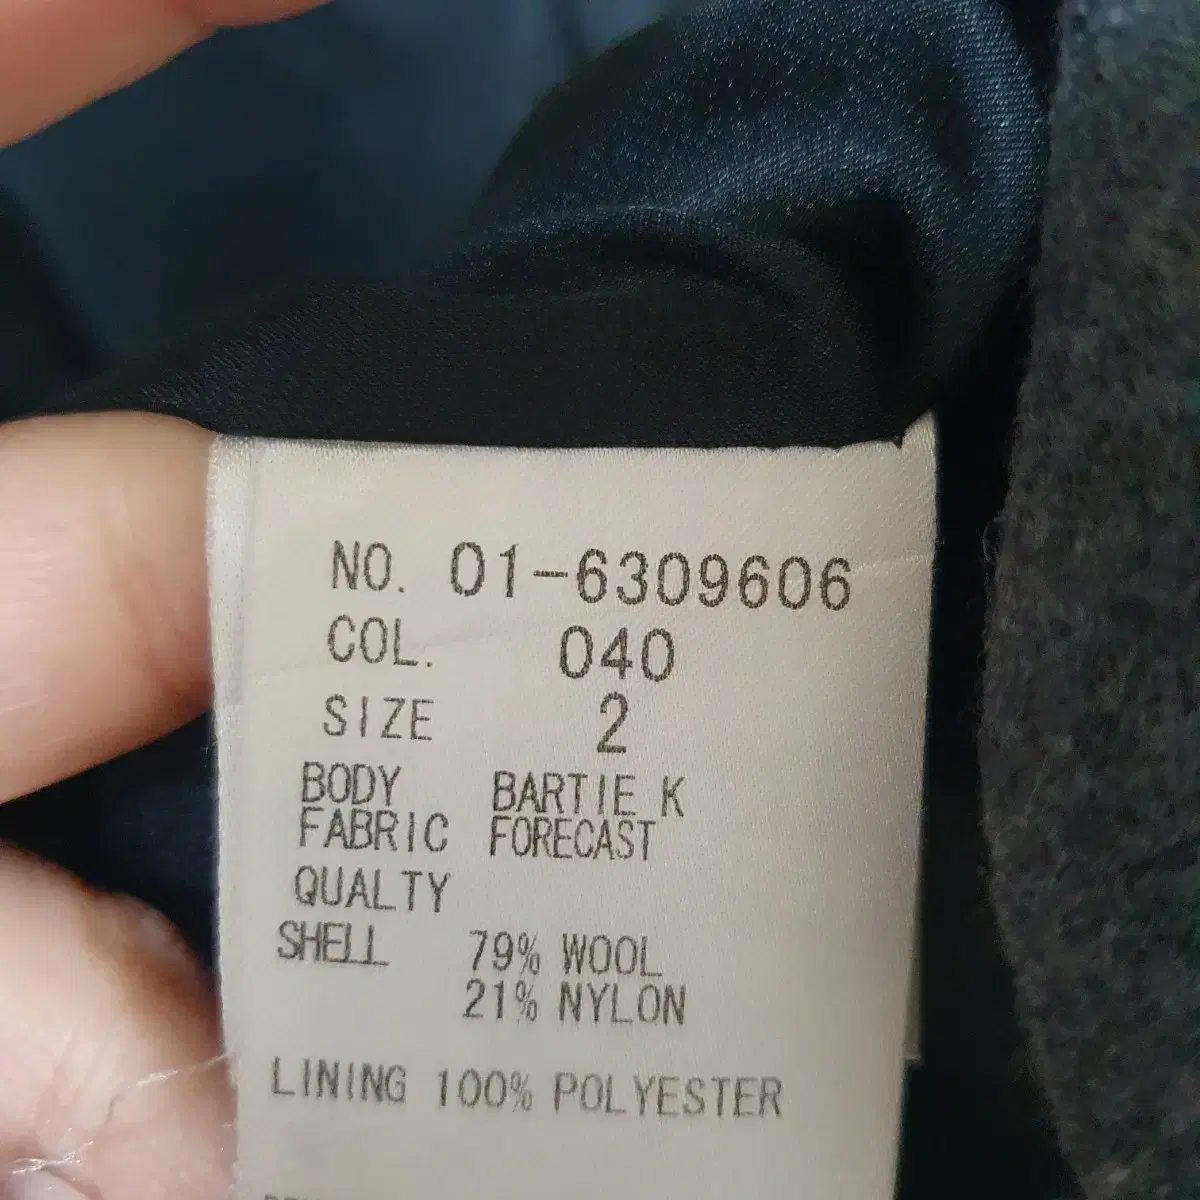 NO. 01-6309606
COL. 040
SIZE 2
BODY BARTIE K
FABRIC FORECAST
QUALTY
SHELL 79% WOOL
21% NYLON
LINING 100% POLYESTER